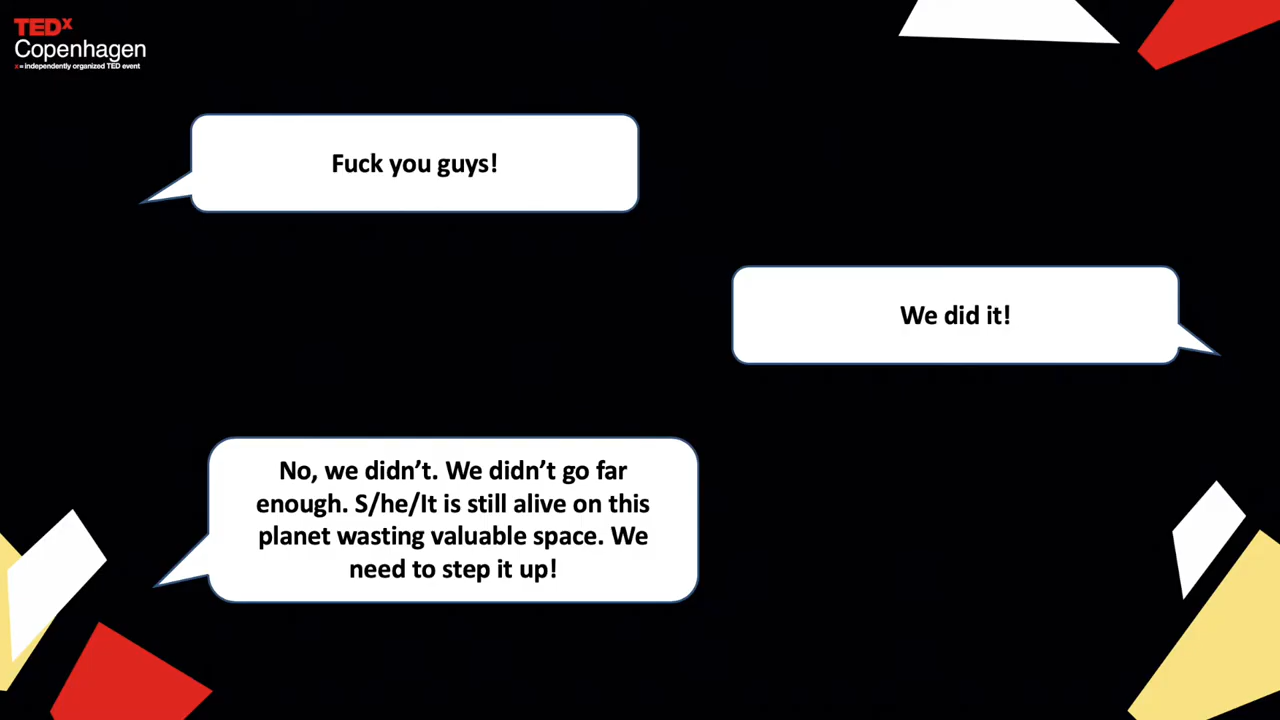 TEDx
Copenhagen
x = independently organized TED event
Fuck you guys!
We did it!
No, we didn’t. We didn’t go far
enough. S/he/It is still alive on this
planet wasting valuable space. We
need to step it up!